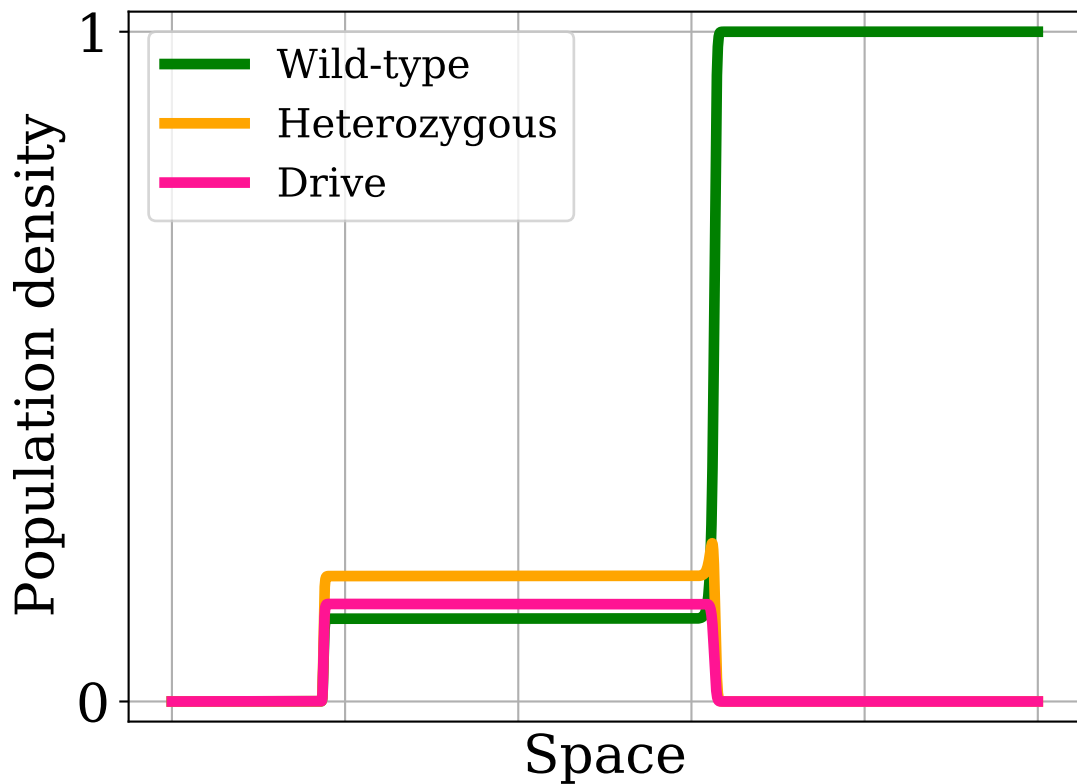 1
Wild-type
Heterozygous
Drive
Population density
0
Space